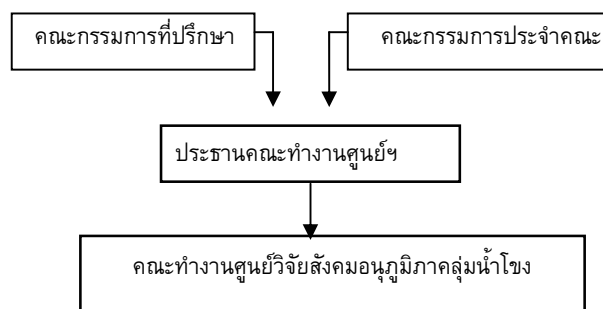 คณะกรรมการที่ปรึกษา
คณะกรรมการประจำคณะ
ประธานคณะทำงานศูนย์ฯ
คณะทำงานศูนย์วิจัยสังคมอนุภูมิภาคลุ่มน้ำโขง